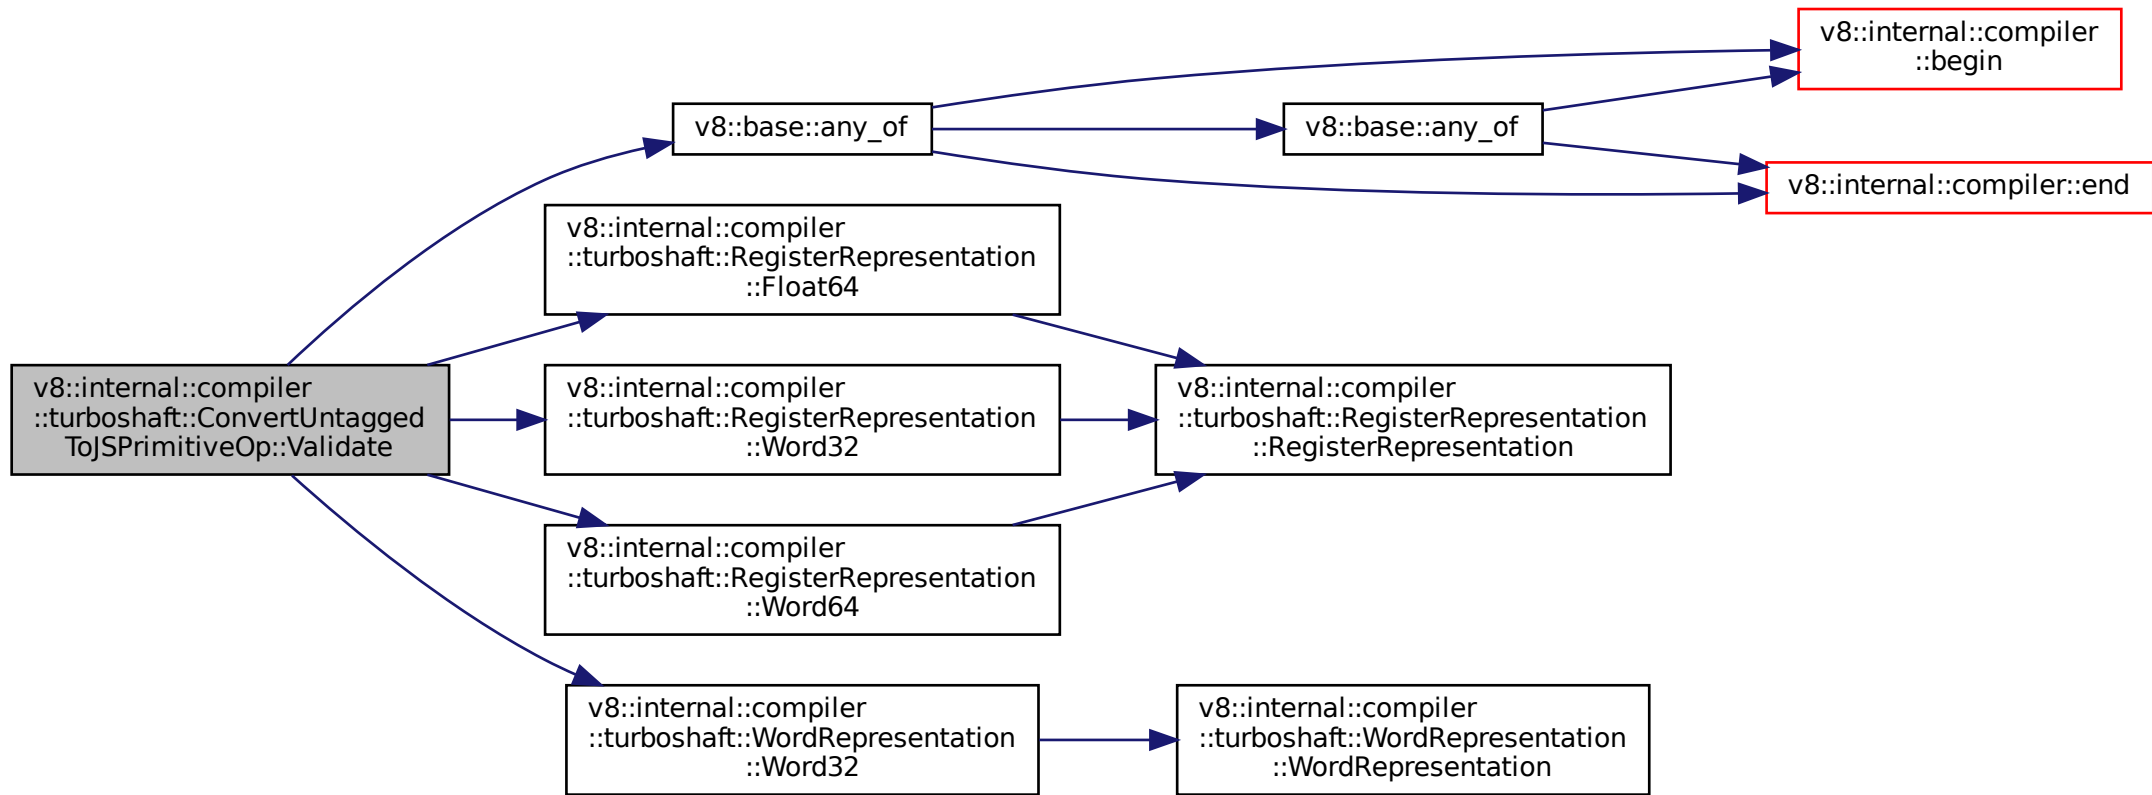 v8::internal::compiler
::begin
v8::base::any_of
v8::base::any_of
v8::internal::compiler::end
v8::internal::compiler
::turboshaft::RegisterRepresentation
::Float64
v8::internal::compiler
::turboshaft::ConvertUntagged
ToJSPrimitiveOp::Validate
v8::internal::compiler
::turboshaft::RegisterRepresentation
::Word32
v8::internal::compiler
::turboshaft::RegisterRepresentation
::RegisterRepresentation
v8::internal::compiler
::turboshaft::RegisterRepresentation
::Word64
v8::internal::compiler
::turboshaft::WordRepresentation
::Word32
v8::internal::compiler
::turboshaft::WordRepresentation
::WordRepresentation